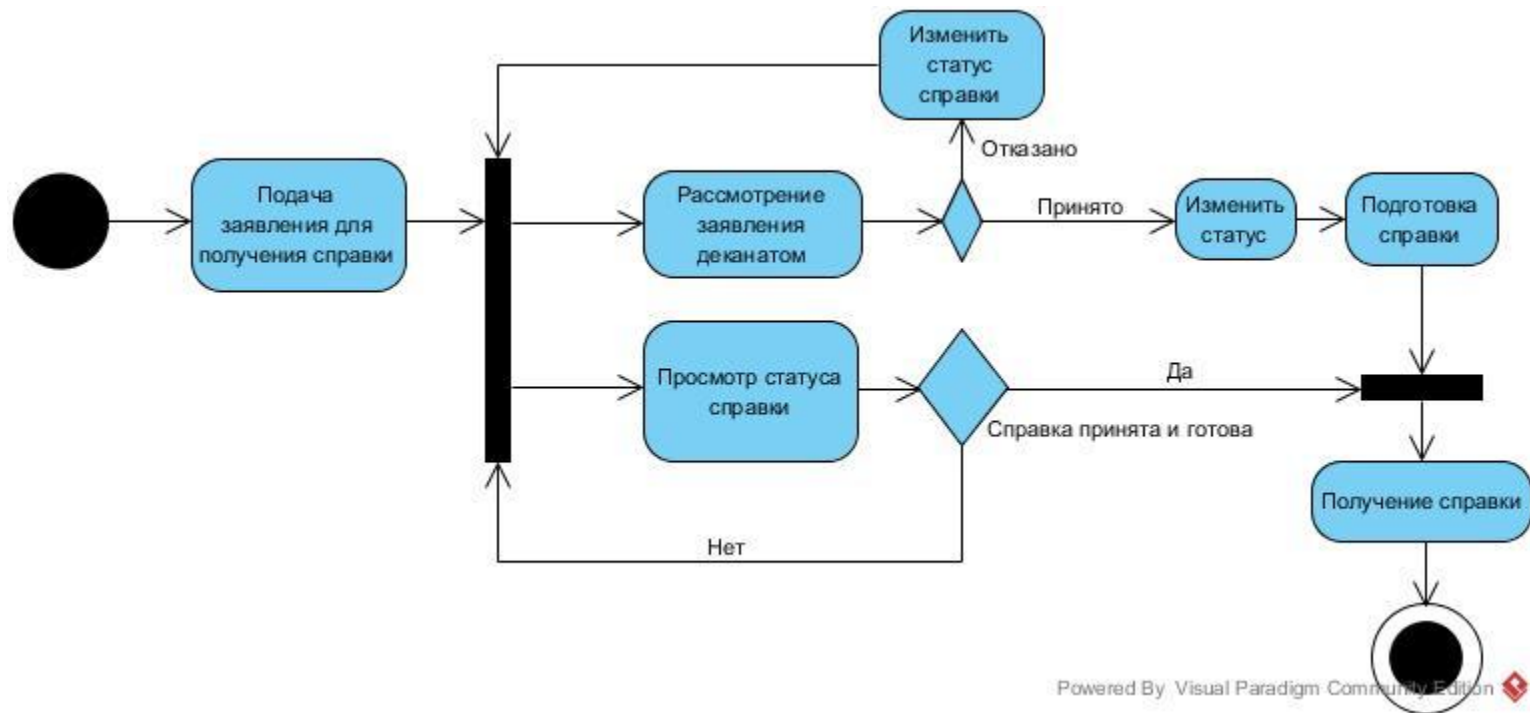 Изменить
статус
справки
Отказано
Подача
заявления для
получения справки
Рассмотрение
заявления
деканатом
Принято
Изменить
статус
Подготовка
справки
Просмотр статуса
справки
Да
Справка принята и готова
Получение справки
Нет
Powered By Visual Paradigm Community Edition